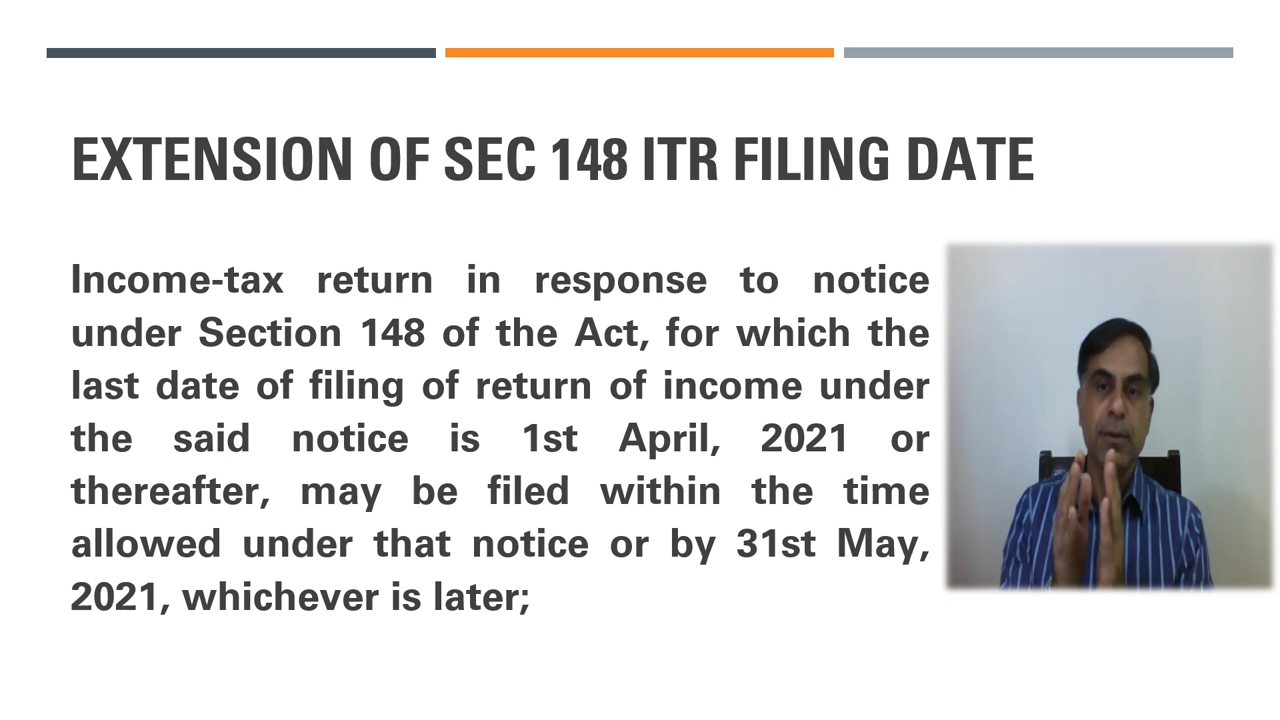 EXTENSION OF SEC 148 ITR FILING DATE
Income-tax return in response to notice
under Section 148 of the Act, for which the
last date of filing of return of income under
the said notice is 1st April, 2021 or
thereafter, may be filed within the time
allowed under that notice or by 31st May,
2021, whichever is later;